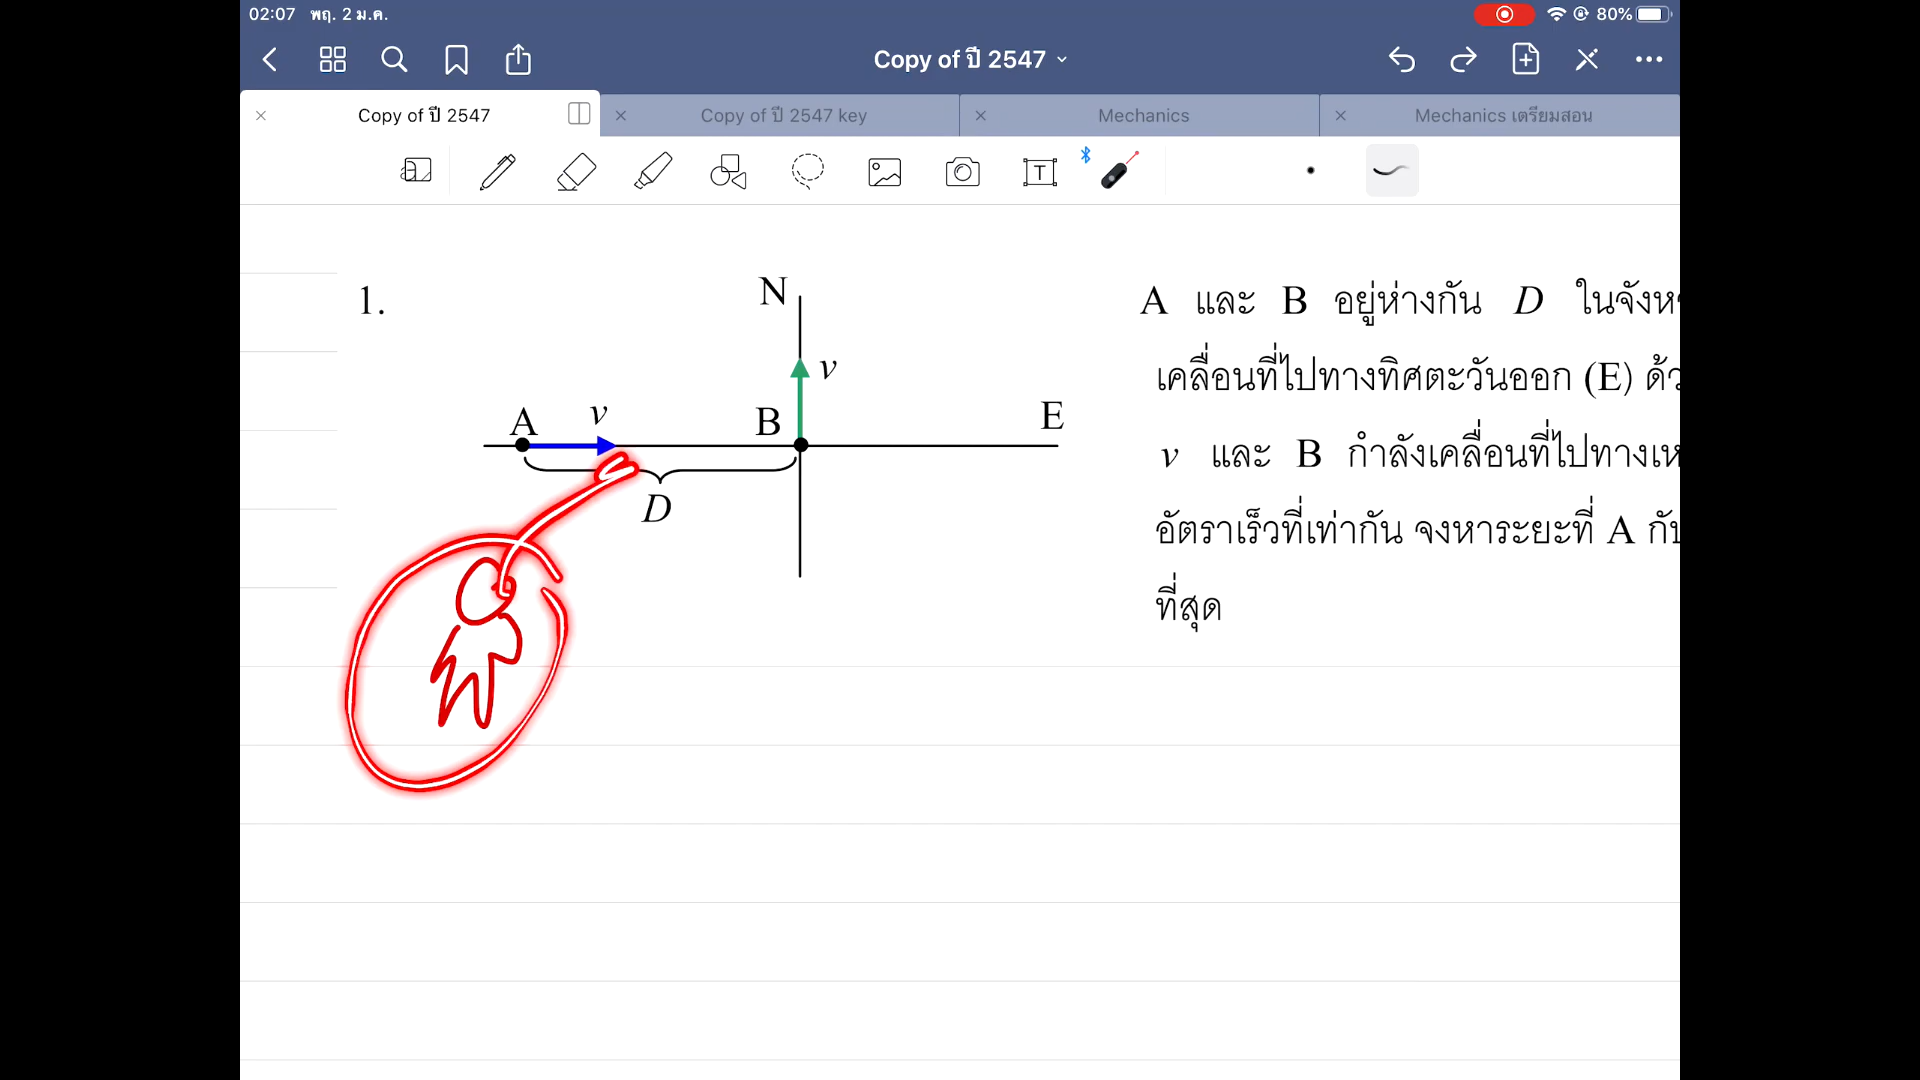 02:07 พฤ. 2 ม.ค.
80%
Copy of ปี 2547
Copy of ปี 2547
Copy of ปี 2547 key
Mechanics
Mechanics เตรียมสอน
T
1.
N
v
A
v
B
E
D
A และ B อยู่ห่างกัน D ในจังห
เคลื่อนที่ไปทางทิศตะวันออก (E) ด้ว
v และ B กำลังเคลื่อนที่ไปทางเห
อัตราเร็วที่เท่ากัน จงหาระยะที่ A กับ
ที่สุด